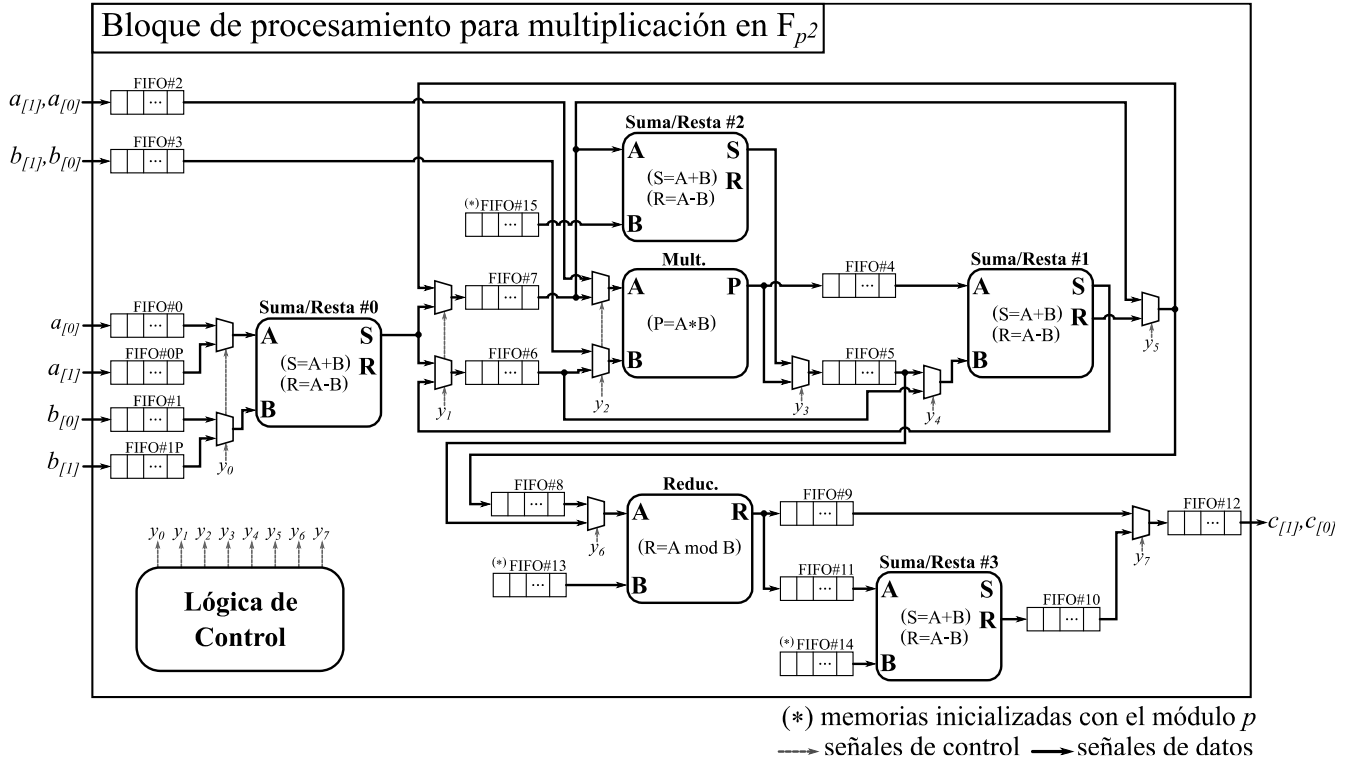 Bloque de procesamiento para multiplicación en F_{p^2}
FIFO#2
a_{[1]},a_{[0]}
...
FIFO#3
b_{[1]},b_{[0]}
...
Suma/Resta #2
A S
(S=A+B)
R
(R=A-B)
B
(*)FIFO#15
...
Mult.
A P
(P=A*B)
B
FIFO#7
...
FIFO#6
...
FIFO#4
...
FIFO#5
...
Suma/Resta #1
A S
(S=A+B)
R
(R=A-B)
B
FIFO#0
a_{[0]}
...
FIFO#0P
a_{[1]}
...
FIFO#1
b_{[0]}
...
FIFO#1P
b_{[1]}
...
Suma/Resta #0
A S
(S=A+B)
R
(R=A-B)
B
y_0
y_1
y_2
y_3
y_4
y_5
FIFO#8
...
y_6
(*)FIFO#13
...
Reduc.
A R
(R=A mod B)
B
FIFO#9
...
FIFO#11
...
(*)FIFO#14
...
Suma/Resta #3
A S
(S=A+B)
R
(R=A-B)
B
FIFO#10
...
y_7
FIFO#12
...
c_{[1]},c_{[0]}
y_0 y_1 y_2 y_3 y_4 y_5 y_6 y_7
Lógica de
Control
(*) memorias inicializadas con el módulo p
señales de control señales de datos